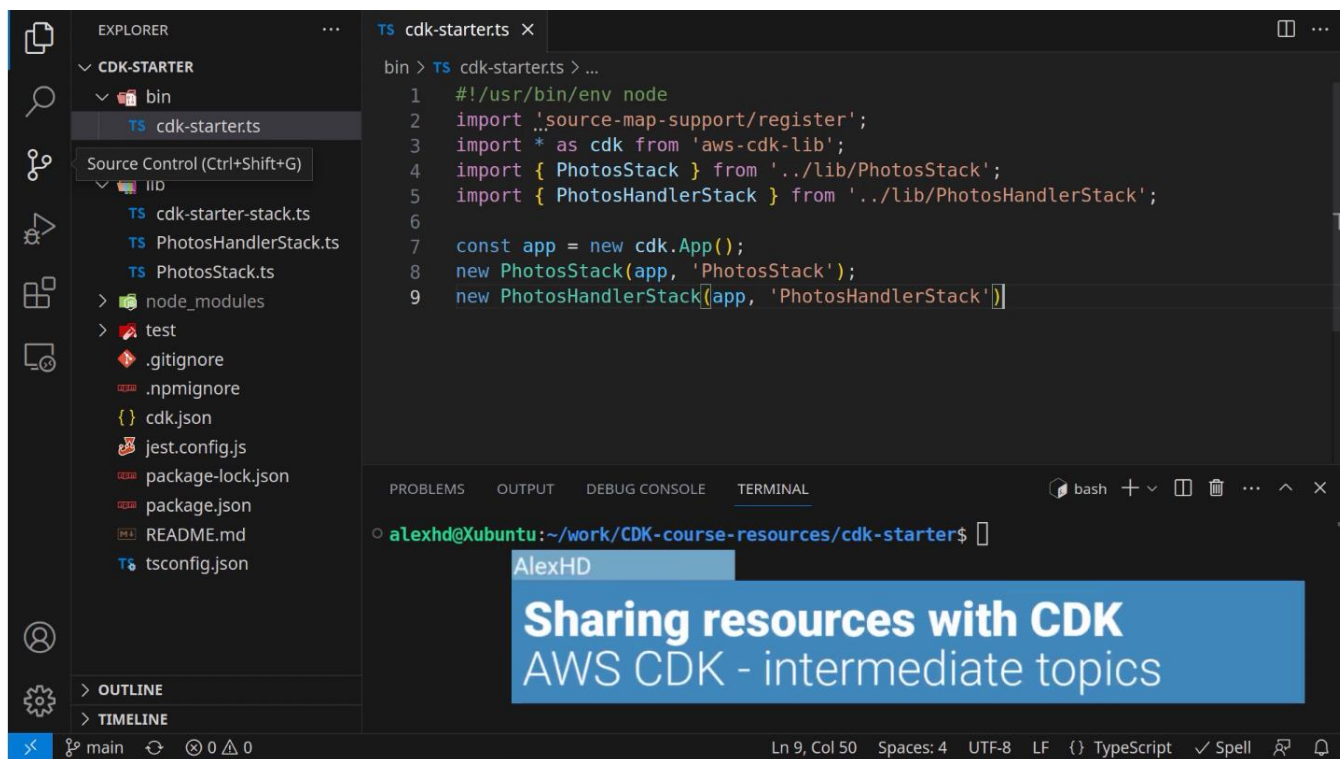 EXPLORER
CDK-STARTER
bin
TS cdk-starter.ts
Source Control (Ctrl+Shift+G)
lib
TS cdk-starter-stack.ts
TS PhotosHandlerStack.ts
TS PhotosStack.ts
node_modules
test
.gitignore
.npmignore
{ } cdk.json
jest.config.js
package-lock.json
package.json
README.md
TS tsconfig.json
OUTLINE
TIMELINE
TS cdk-starter.ts
bin > TS cdk-starter.ts > ...
1 #!/usr/bin/env node
2 import 'source-map-support/register';
3 import * as cdk from 'aws-cdk-lib';
4 import { PhotosStack } from '../lib/PhotosStack';
5 import { PhotosHandlerStack } from '../lib/PhotosHandlerStack';
6
7 const app = new cdk.App();
8 new PhotosStack(app, 'PhotosStack');
9 new PhotosHandlerStack(app, 'PhotosHandlerStack')
PROBLEMS OUTPUT DEBUG CONSOLE TERMINAL bash
alexhd@Xubuntu:~/work/CDK-course-resources/cdk-starter$
AlexHD
Sharing resources with CDK
AWS CDK - intermediate topics
main 0 0 Ln 9, Col 50 Spaces: 4 UTF-8 LF {} TypeScript Spell